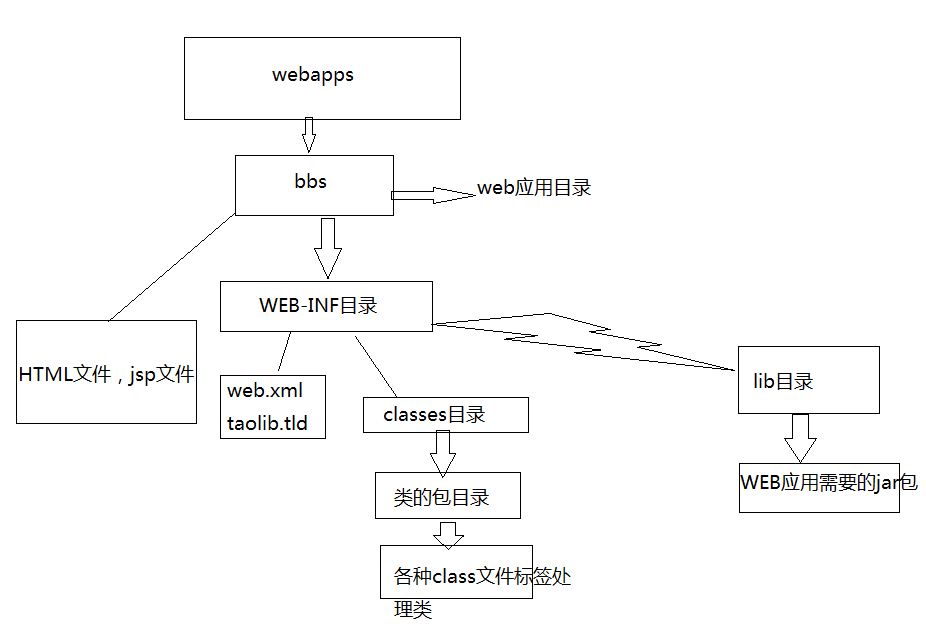 webapps
bbs
web应用目录
WEB-INF目录
HTML文件，jsp文件
web.xml
taolib.tld
classes目录
lib目录
类的包目录
WEB应用需要的jar包
各种class文件标签处
理类